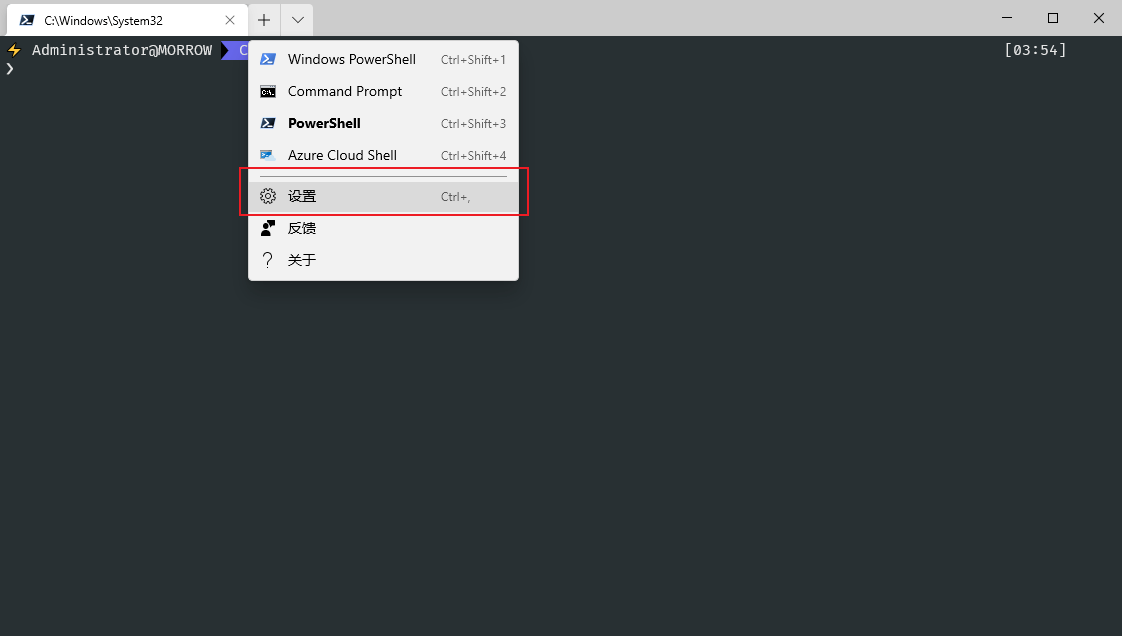 C:\Windows\System32
Administrator@MORROW C [03:54]
❯
Windows PowerShell Ctrl+Shift+1
Command Prompt Ctrl+Shift+2
PowerShell Ctrl+Shift+3
Azure Cloud Shell Ctrl+Shift+4
设置 Ctrl+,
反馈
? 关于